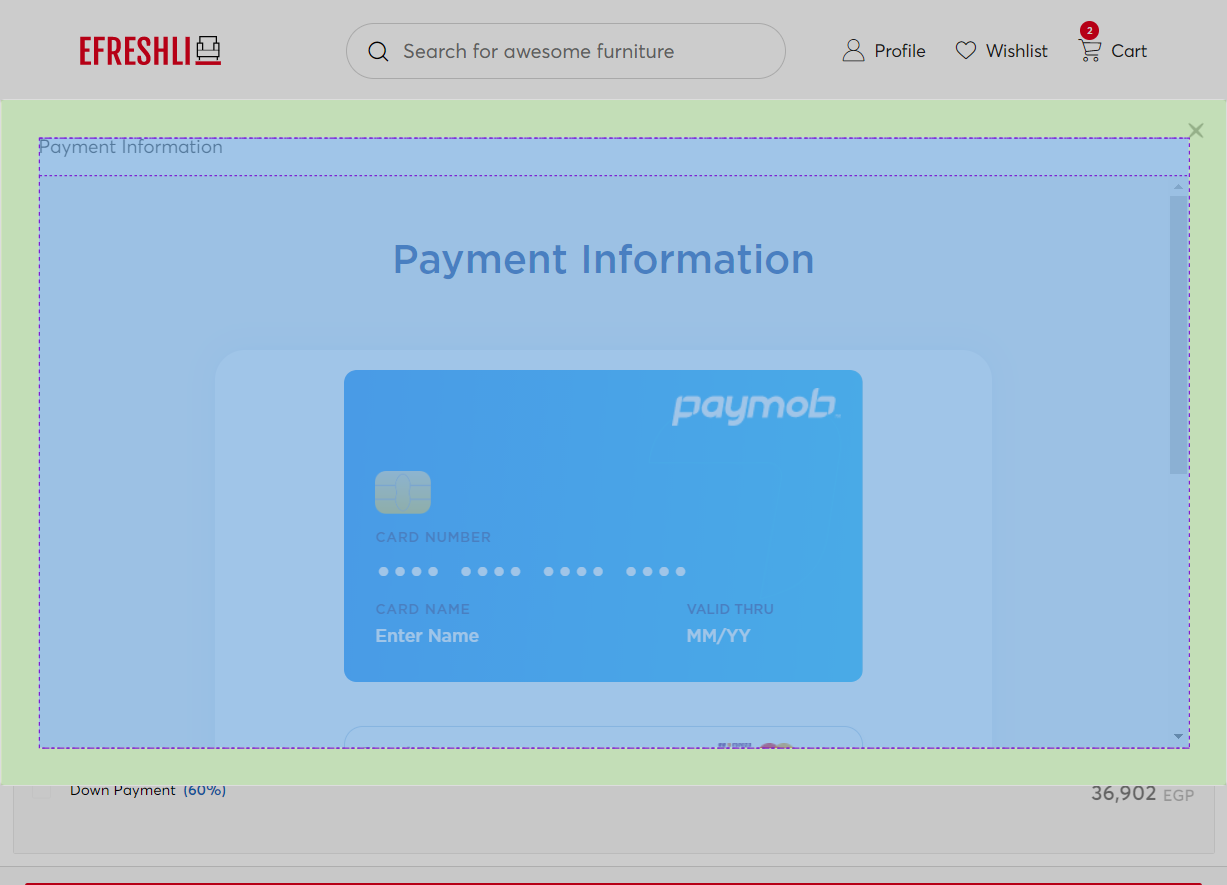 EFRESHLI
Search for awesome furniture
Profile
Wishlist
2
Cart
Payment Information
Payment Information
paymob
CARD NUMBER
CARD NAME
VALID THRU
Enter Name
MM/YY
Down Payment (60%)
36,902 EGP